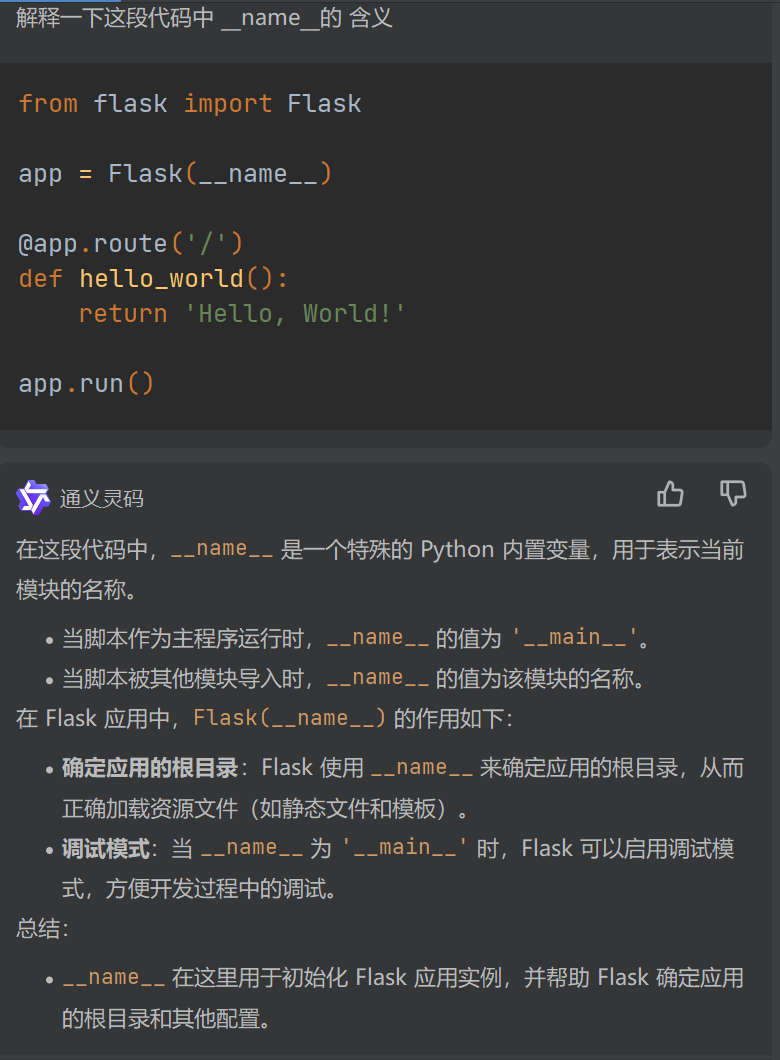 解释一下这段代码中 __name__的 含义
from flask import Flask
app = Flask(__name__)
@app.route('/')
def hello_world():
    return 'Hello, World!'
app.run()
通义灵码
在这段代码中，__name__ 是一个特殊的 Python 内置变量，用于表示当前
模块的名称。
• 当脚本作为主程序运行时，__name__ 的值为 '__main__'。
• 当脚本被其他模块导入时，__name__ 的值为该模块的名称。
在 Flask 应用中，Flask(__name__) 的作用如下：
• 确定应用的根目录：Flask 使用 __name__ 来确定应用的根目录，从而
正确加载资源文件（如静态文件和模板）。
• 调试模式：当 __name__ 为 '__main__' 时，Flask 可以启用调试模
式，方便开发过程中的调试。
总结：
• __name__ 在这里用于初始化 Flask 应用实例，并帮助 Flask 确定应用
的根目录和其他配置。